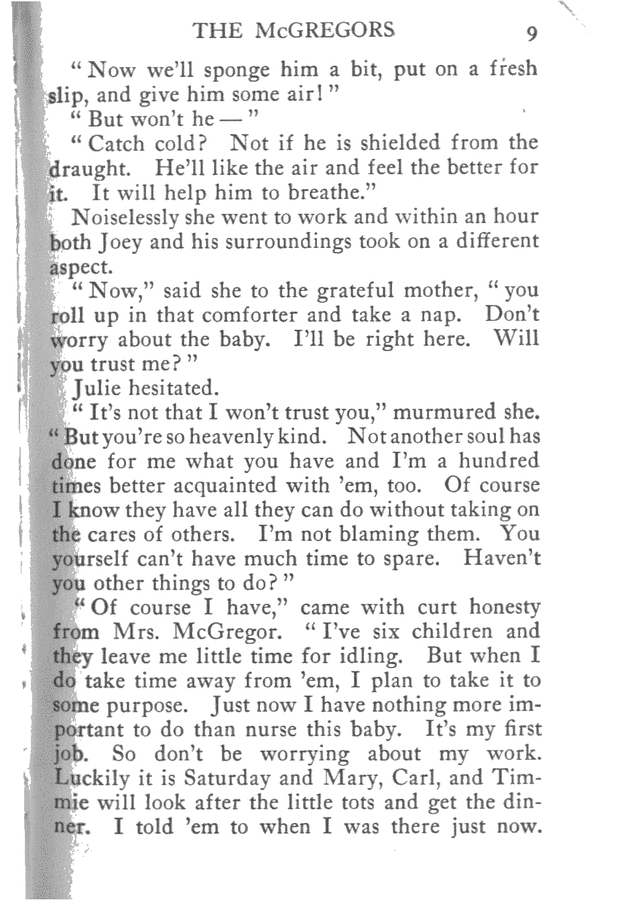 THE McGREGORS 9
“ Now we'll sponge him a bit, put on a fresh
slip, and give him some air! ”
“ But won't he — ”
“ Catch cold? Not if he is shielded from the
draught. He'll like the air and feel the better for
it. It will help him to breathe.”
Noiselessly she went to work and within an hour
both Joey and his surroundings took on a different
aspect.
“ Now,” said she to the grateful mother, “ you
roll up in that comforter and take a nap. Don't
worry about the baby. I'll be right here. Will
you trust me? ”
Julie hesitated.
“ It's not that I won't trust you,” murmured she.
“ But you're so heavenly kind. Not another soul has
done for me what you have and I'm a hundred
times better acquainted with 'em, too. Of course
I know they have all they can do without taking on
the cares of others. I'm not blaming them. You
yourself can't have much time to spare. Haven't
you other things to do? ”
“ Of course I have,” came with curt honesty
from Mrs. McGregor. “ I've six children and
they leave me little time for idling. But when I
do take time away from 'em, I plan to take it to
some purpose. Just now I have nothing more im-
portant to do than nurse this baby. It's my first
job. So don't be worrying about my work.
Luckily it is Saturday and Mary, Carl, and Tim-
mie will look after the little tots and get the din-
ner. I told 'em to when I was there just now.